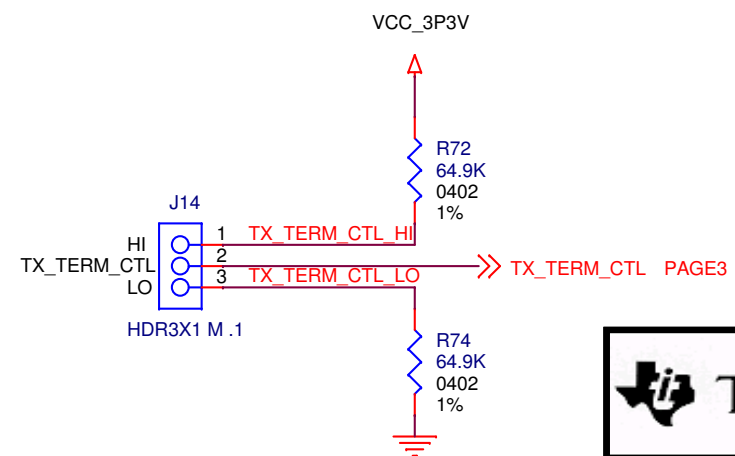 VCC_3P3V
R72
64.9K
0402
1%
J14
HI
1
TX_TERM_CTL_HI
TX_TERM_CTL
2
TX_TERM_CTL PAGE3
LO
3
TX_TERM_CTL_LO
HDR3X1 M .1
R74
64.9K
0402
1%
ti
T